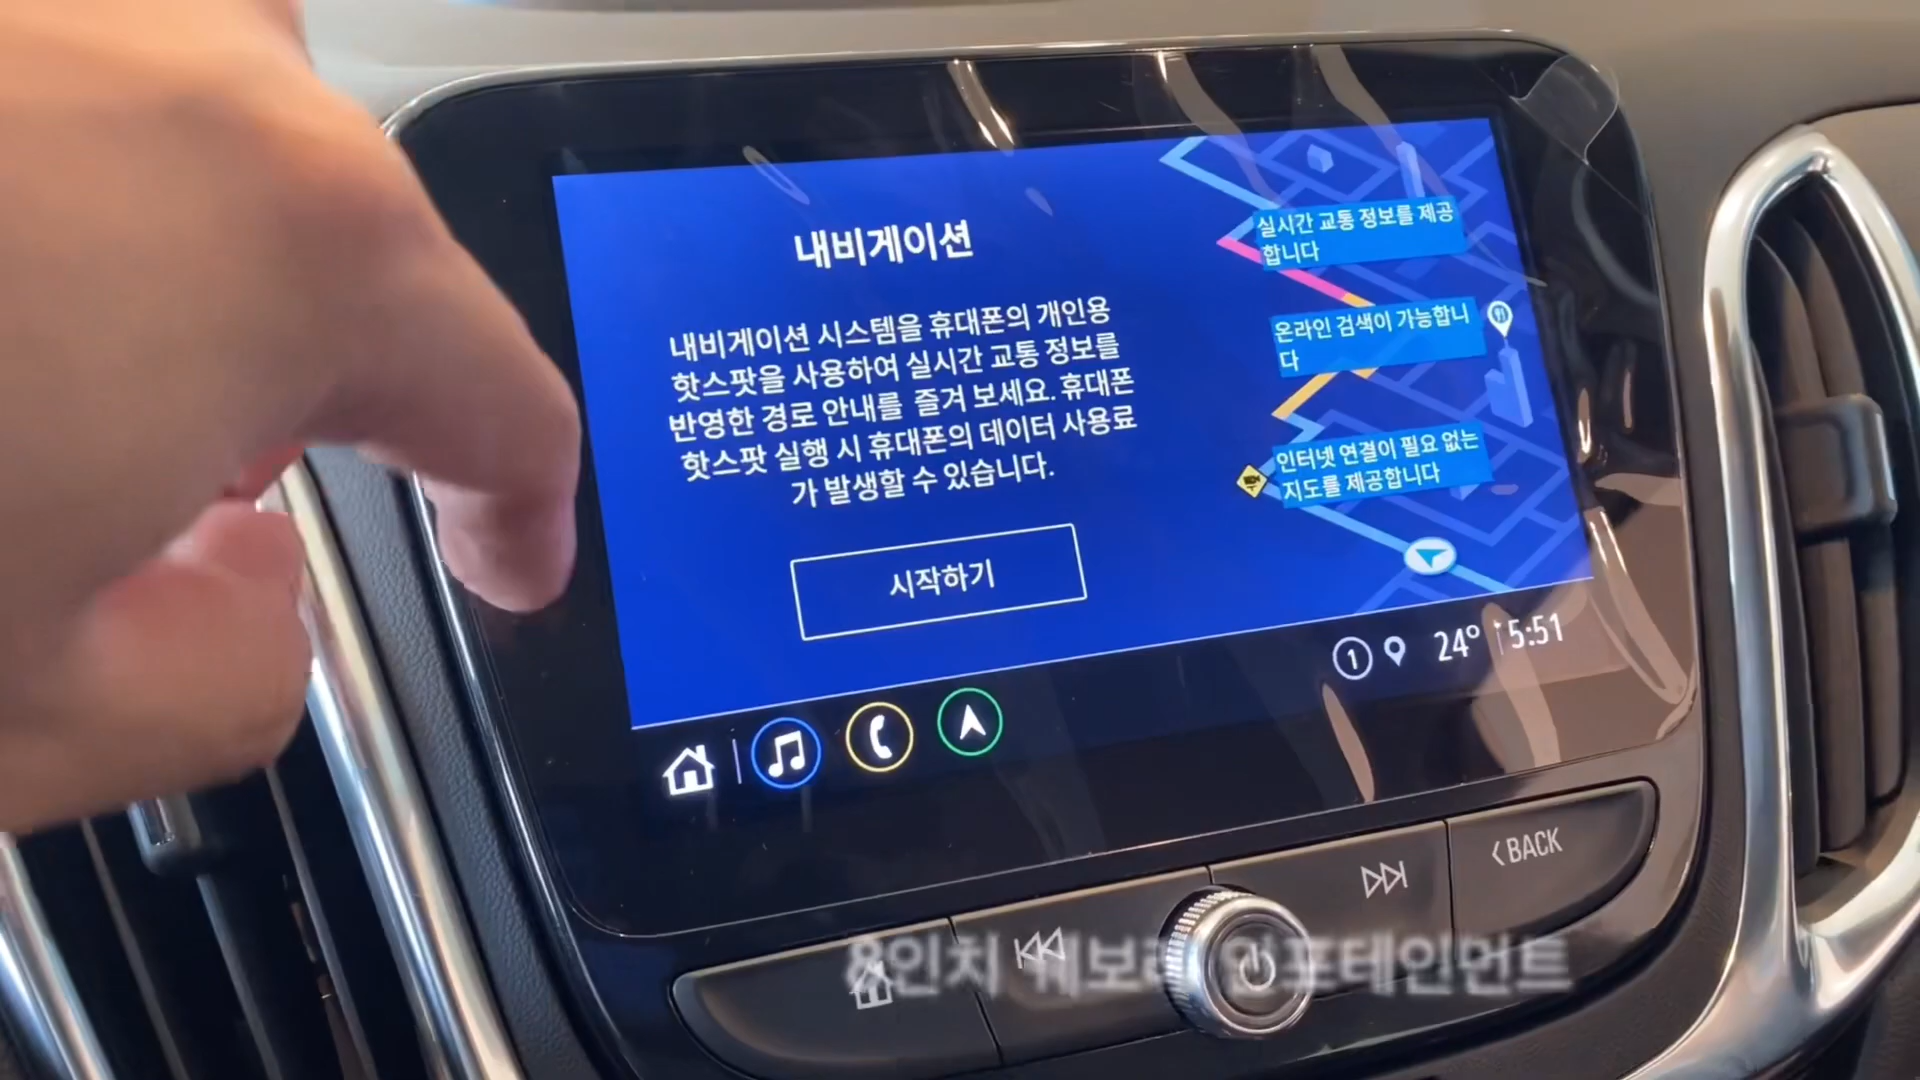 내비게이션
내비게이션 시스템을 휴대폰의 개인용
핫스팟을 사용하여 실시간 교통 정보를
반영한 경로 안내를 즐겨 보세요. 휴대폰
핫스팟 실행 시 휴대폰의 데이터 사용료
가 발생할 수 있습니다.
시작하기
실시간 교통 정보를 제공
합니다
온라인 검색이 가능합니
다
인터넷 연결이 필요 없는
지도를 제공합니다
1 24° 5:51
BACK
8인치 쉐보레 인포테인먼트